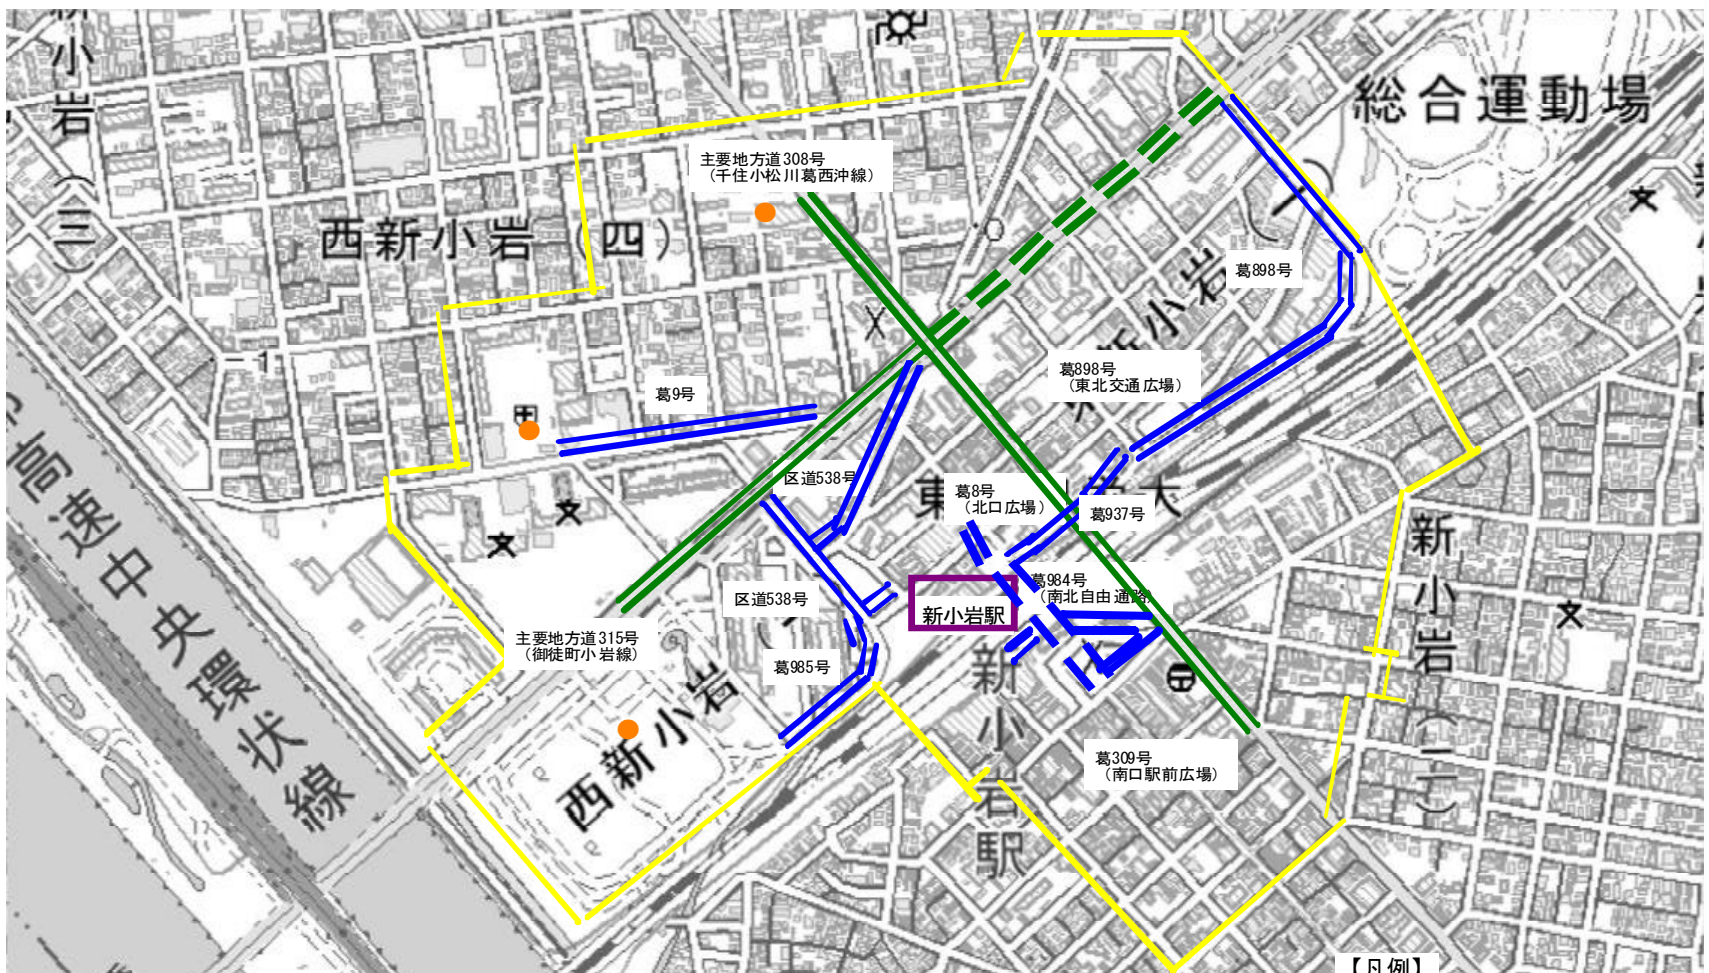 総合運動場
小岩(三)
主要地方道308号
(千住小松川葛西沖線)
西新小岩(四)
葛898号
新小岩
葛898号
(東北交通広場)
葛9号
区道538号
葛8号
(北口広場)
東
葛937号
新小岩(二)
高速中央環状線
葛984号
(南北自由通路)
区道538号
新小岩駅
主要地方道315号
(御徒町小岩線)
葛985号
新小岩駅
西新小岩
葛309号
(南口駅前広場)
【凡例】